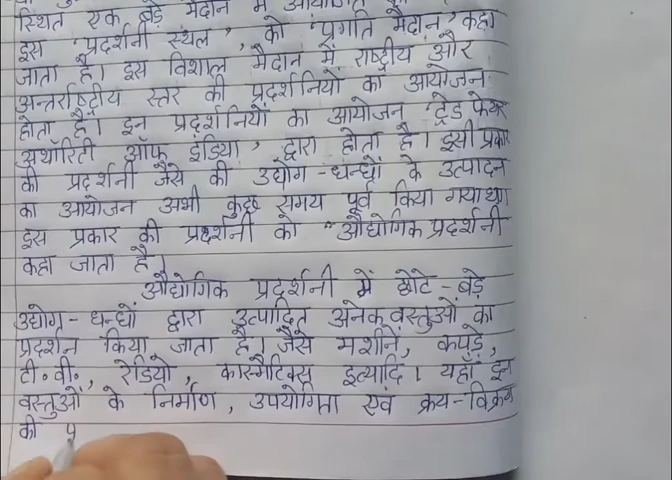 स्थित एक बड़े मैदान में आयोजित
इस 'प्रदर्शनी स्थल', को 'प्रगति मैदान' कहा
जाता है। इस विशाल मैदान में राष्ट्रीय और
अन्तर्राष्ट्रीय स्तर की प्रदर्शनियों का आयोजन
होता है। इन प्रदर्शनियों का आयोजन 'ट्रेड फेयर
अथॉरिटी ऑफ इंडिया' द्वारा होता है। इसी प्रकार
की प्रदर्शनी जैसे की उद्योग-धन्धों के उत्पादन
का आयोजन अभी कुछ समय पूर्व किया गया था
इस प्रकार की प्रदर्शनी को "औद्योगिक प्रदर्शनी
कहा जाता है।
औद्योगिक प्रदर्शनी में छोटे-बड़े
उद्योग-धन्धों द्वारा उत्पादित अनेक वस्तुओं का
प्रदर्शन किया जाता है। जैसे मशीनें, कपड़े,
टी०वी०, रेडियो, कास्मैटिक्स इत्यादि। यहाँ इन
वस्तुओं के निर्माण, उपयोगिता एवं क्रय-विक्रय
की